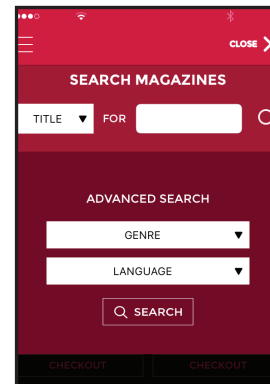 CLOSE
SEARCH MAGAZINES
TITLE FOR
ADVANCED SEARCH
GENRE
LANGUAGE
SEARCH
CHECKOUT CHECKOUT